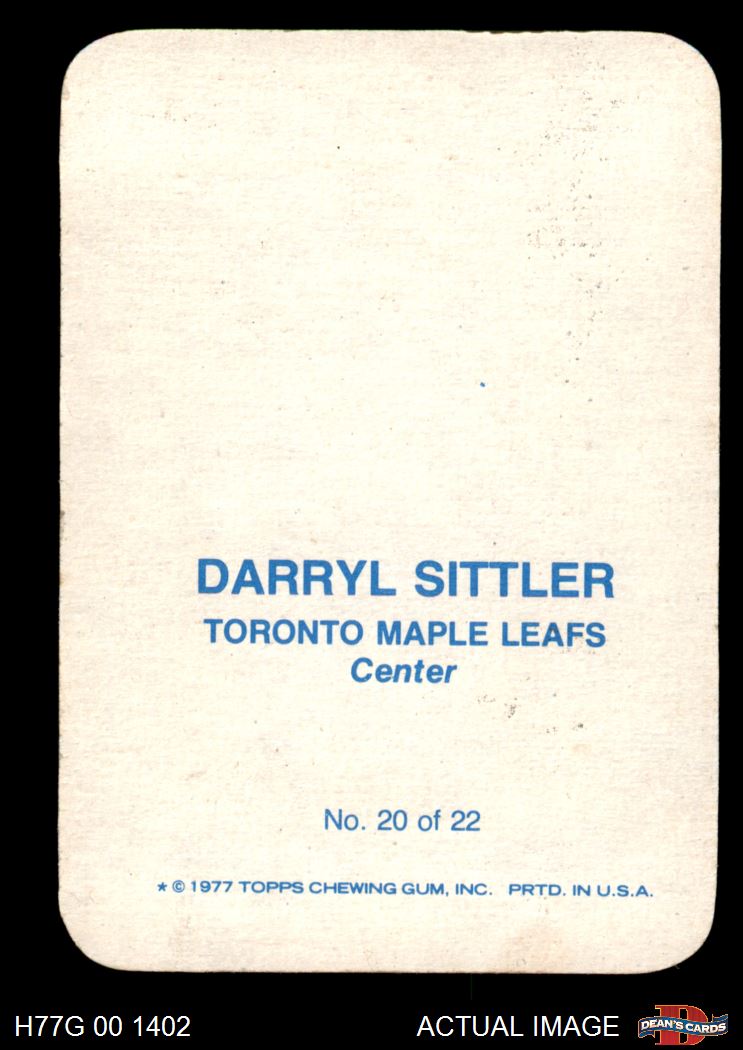 DARRYL SITTLER
TORONTO MAPLE LEAFS
Center
No. 20 of 22
* © 1977 TOPPS CHEWING GUM, INC. PRTD. IN U.S.A.
H77G 00 1402 ACTUAL IMAGE D DEAN'S CARDS